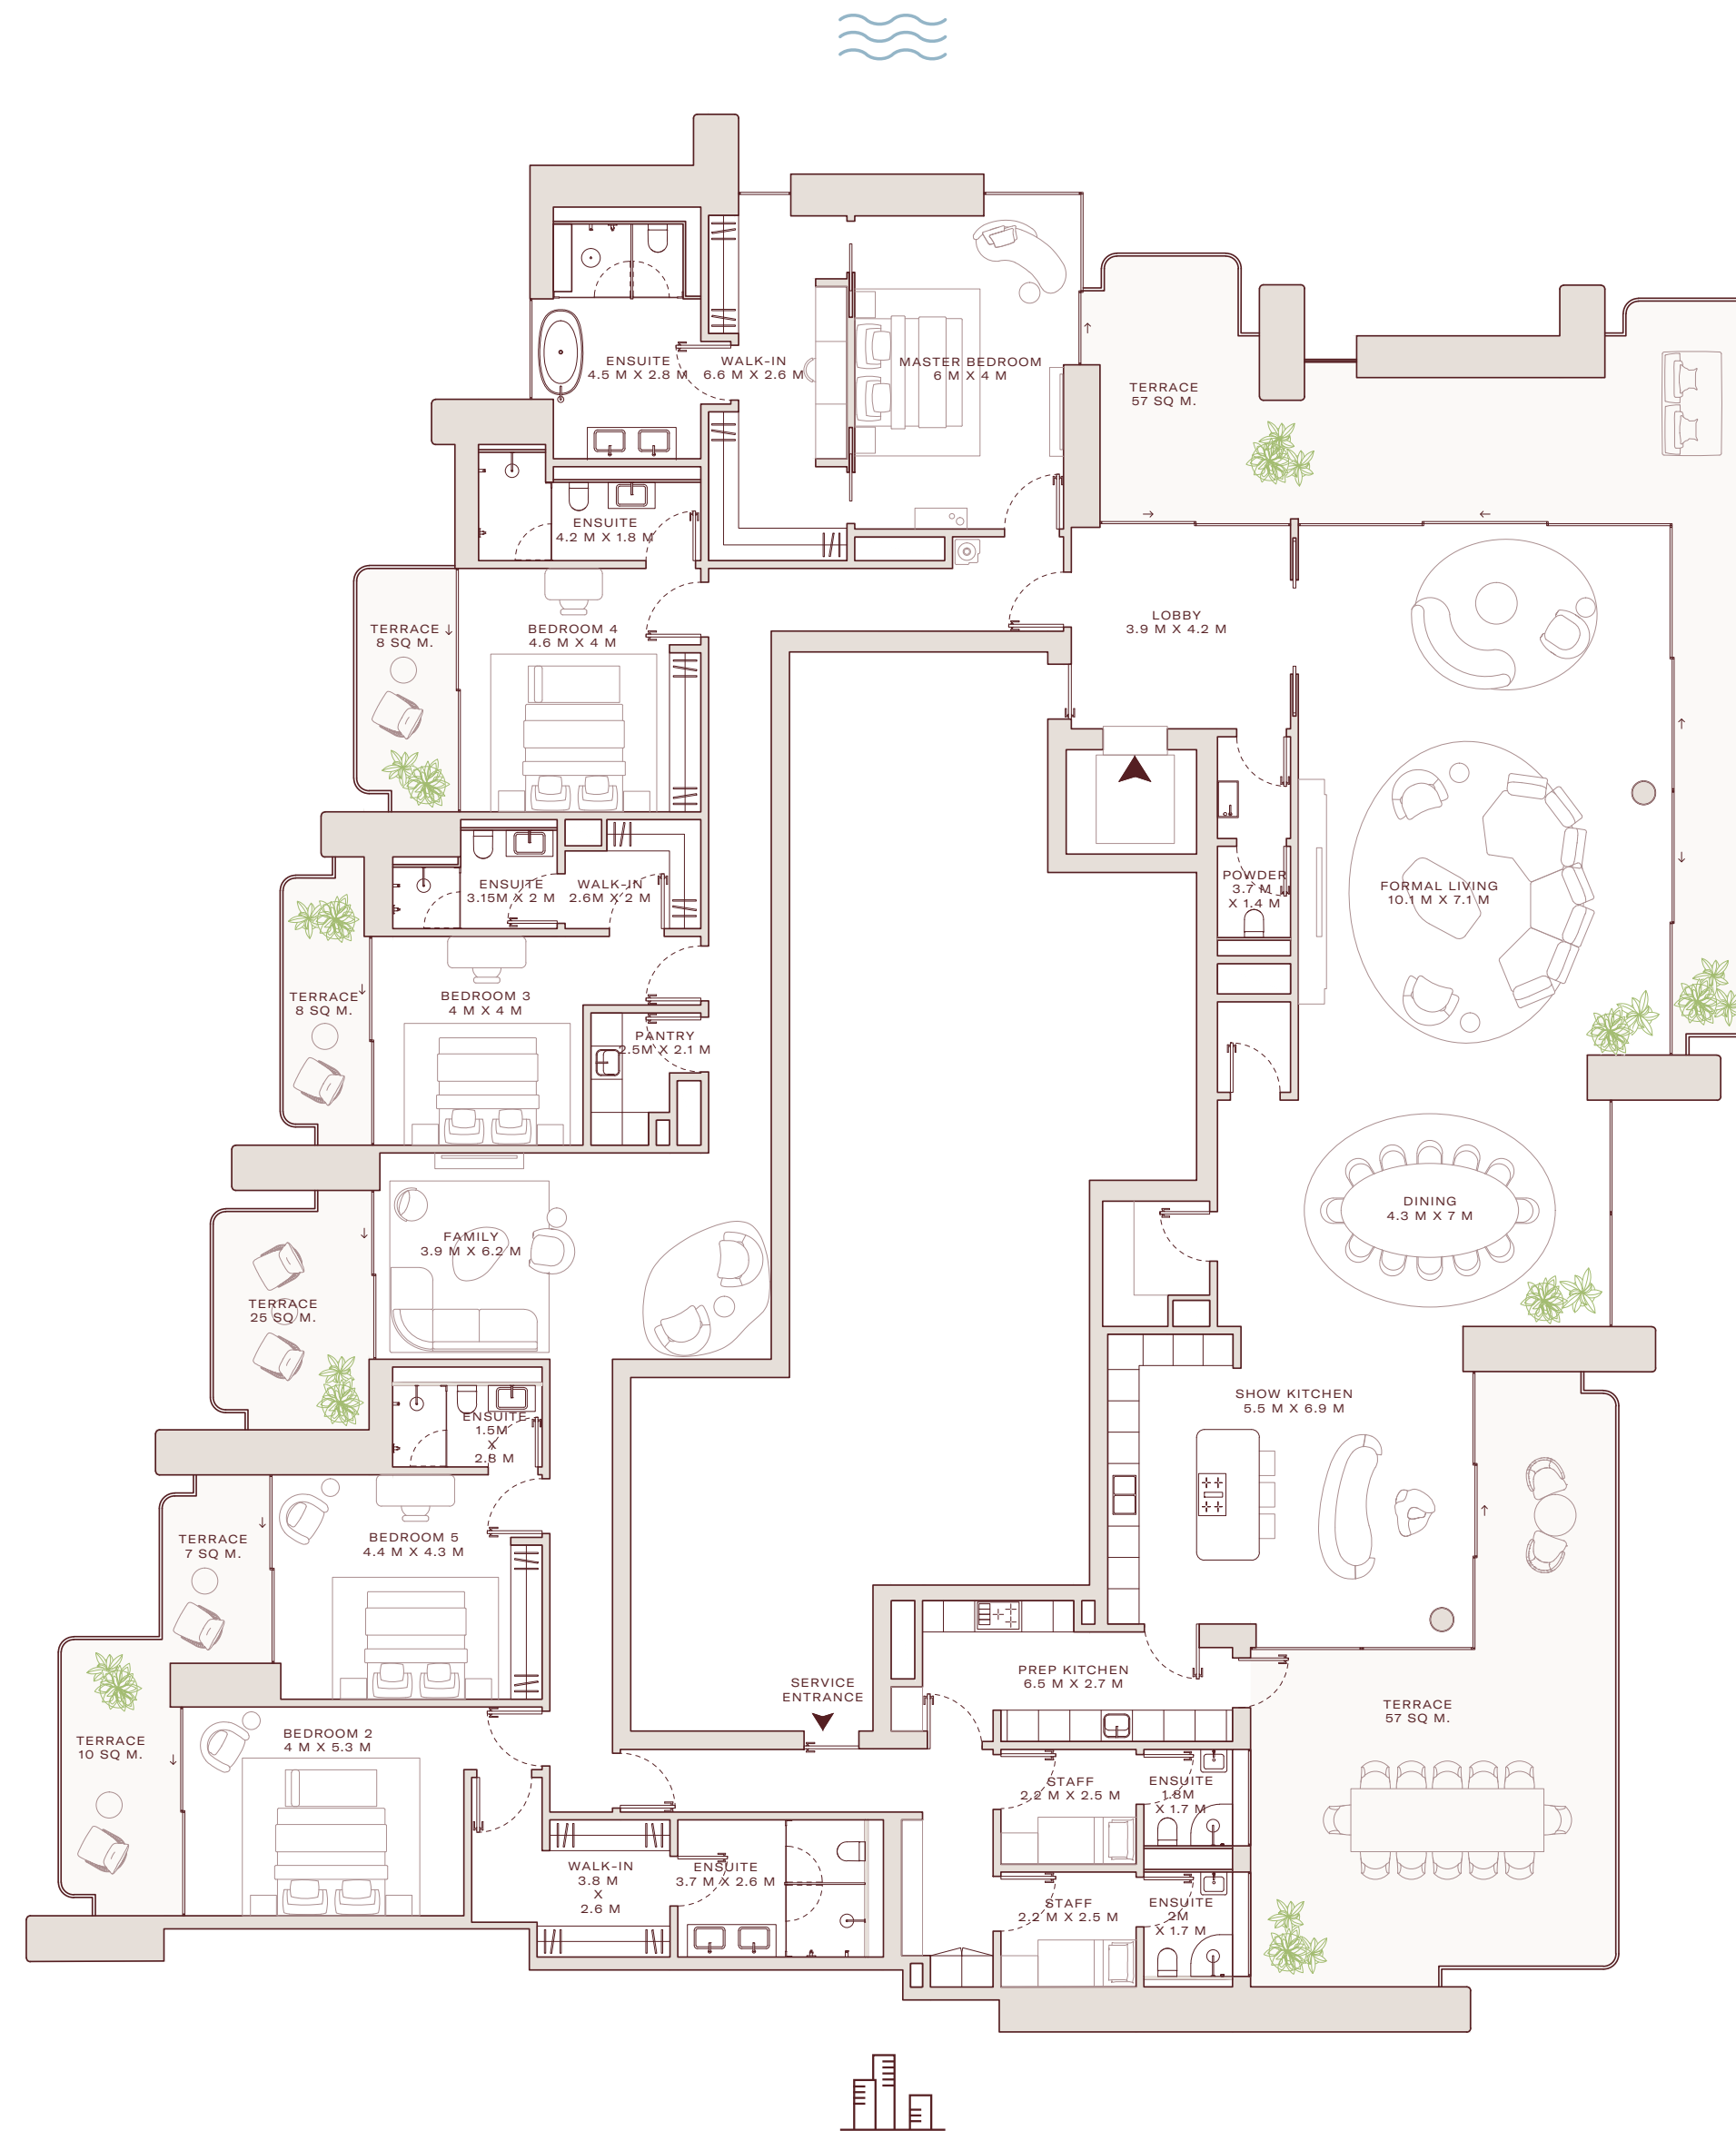 ENSUITE
4.5 M X 2.8 M
WALK-IN
6.6 M X 2.6 M
MASTER BEDROOM
6 M X 4 M
TERRACE
57 SQ M.
ENSUITE
4.2 M X 1.8 M
LOBBY
3.9 M X 4.2 M
TERRACE
8 SQ M.
BEDROOM 4
4.6 M X 4 M
ENSUITE
3.15M X 2 M
WALK-IN
2.6M X 2 M
POWDER
3.7 M
X 1.4 M
FORMAL LIVING
10.1 M X 7.1 M
TERRACE
8 SQ M.
BEDROOM 3
4 M X 4 M
PANTRY
2.5M X 2.1 M
DINING
4.3 M X 7 M
FAMILY
3.9 M X 6.2 M
TERRACE
25 SQ M.
SHOW KITCHEN
5.5 M X 6.9 M
ENSUITE
1.5M
X
2.8 M
TERRACE
7 SQ M.
BEDROOM 5
4.4 M X 4.3 M
SERVICE
ENTRANCE
PREP KITCHEN
6.5 M X 2.7 M
TERRACE
57 SQ M.
TERRACE
10 SQ M.
BEDROOM 2
4 M X 5.3 M
STAFF
2.2 M X 2.5 M
ENSUITE
1.8M
X 1.7 M
WALK-IN
3.8 M
X
2.6 M
ENSUITE
3.7 M X 2.6 M
STAFF
2.2 M X 2.5 M
ENSUITE
2M
X 1.7 M